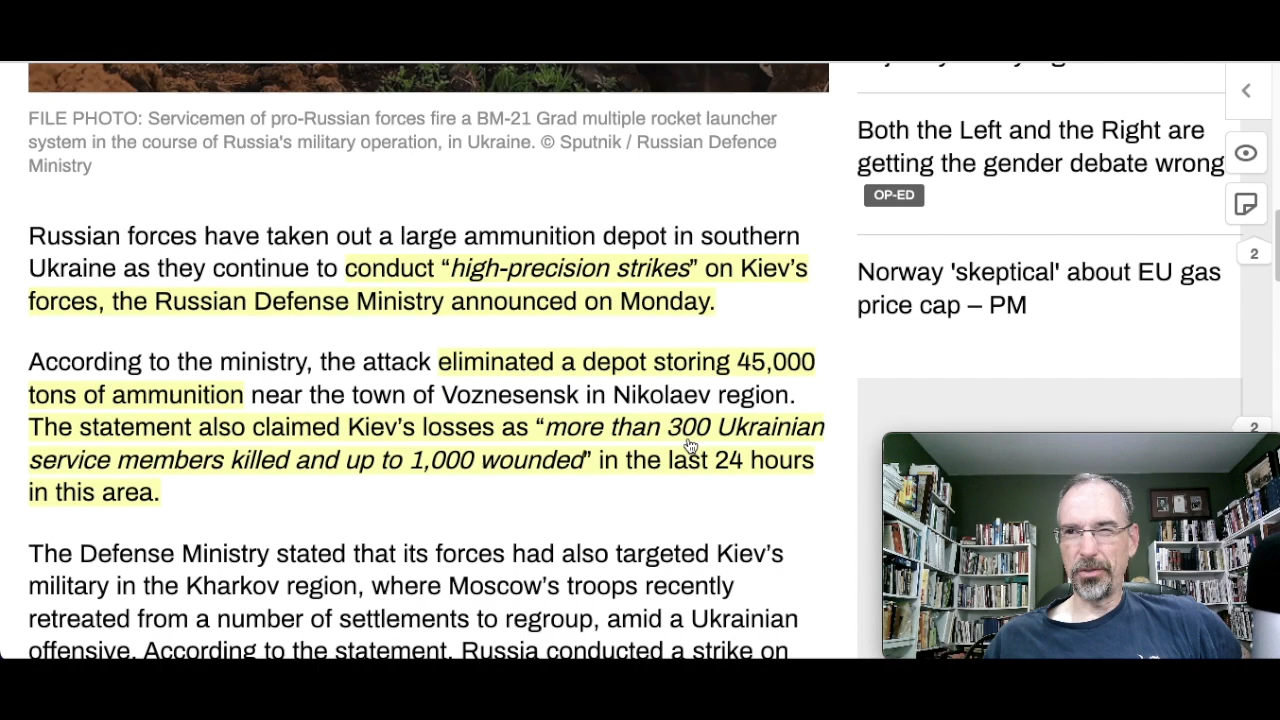 FILE PHOTO: Servicemen of pro-Russian forces fire a BM-21 Grad multiple rocket launcher
system in the course of Russia's military operation, in Ukraine. © Sputnik / Russian Defence
Ministry
Russian forces have taken out a large ammunition depot in southern
Ukraine as they continue to conduct “high-precision strikes” on Kiev’s
forces, the Russian Defense Ministry announced on Monday.
According to the ministry, the attack eliminated a depot storing 45,000
tons of ammunition near the town of Voznesensk in Nikolaev region.
The statement also claimed Kiev’s losses as “more than 300 Ukrainian
service members killed and up to 1,000 wounded” in the last 24 hours
in this area.
The Defense Ministry stated that its forces had also targeted Kiev’s
military in the Kharkov region, where Moscow’s troops recently
retreated from a number of settlements to regroup, amid a Ukrainian
offensive. According to the statement, Russia conducted a strike on
Both the Left and the Right are
getting the gender debate wrong
OP-ED
Norway 'skeptical' about EU gas
price cap – PM
2
2